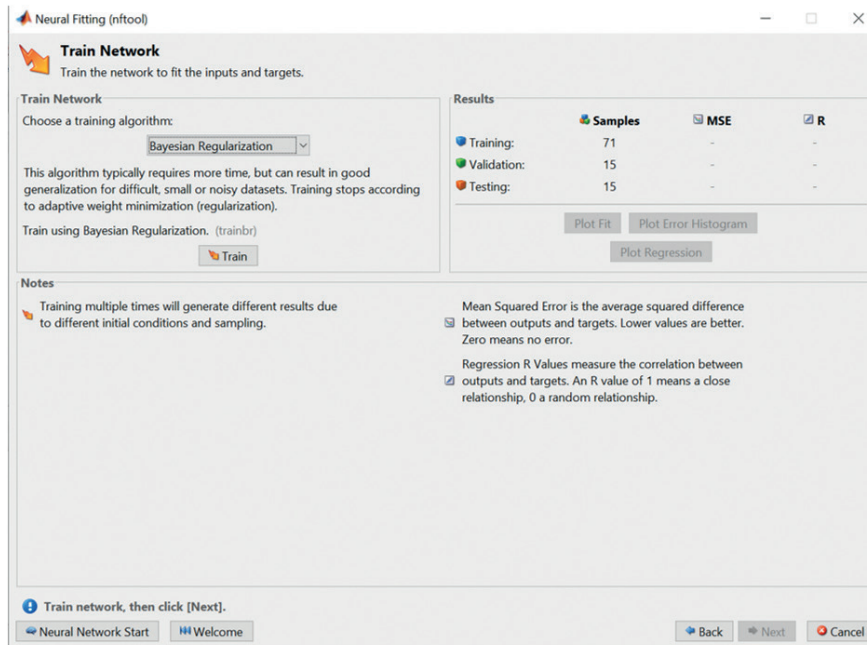 Neural Fitting (nftool)
Train Network
Train the network to fit the inputs and targets.
Train Network
Choose a training algorithm:
Bayesian Regularization
This algorithm typically requires more time, but can result in good
generalization for difficult, small or noisy datasets. Training stops according
to adaptive weight minimization (regularization).
Train using Bayesian Regularization. (trainbr)
Train
Results
Samples MSE R
Training: 71 - -
Validation: 15 - -
Testing: 15 - -
Plot Fit Plot Error Histogram
Plot Regression
Notes
Training multiple times will generate different results due
to different initial conditions and sampling.
Mean Squared Error is the average squared difference
between outputs and targets. Lower values are better.
Zero means no error.
Regression R Values measure the correlation between
outputs and targets. An R value of 1 means a close
relationship, 0 a random relationship.
Train network, then click [Next].
Neural Network Start Welcome Back Next Cancel